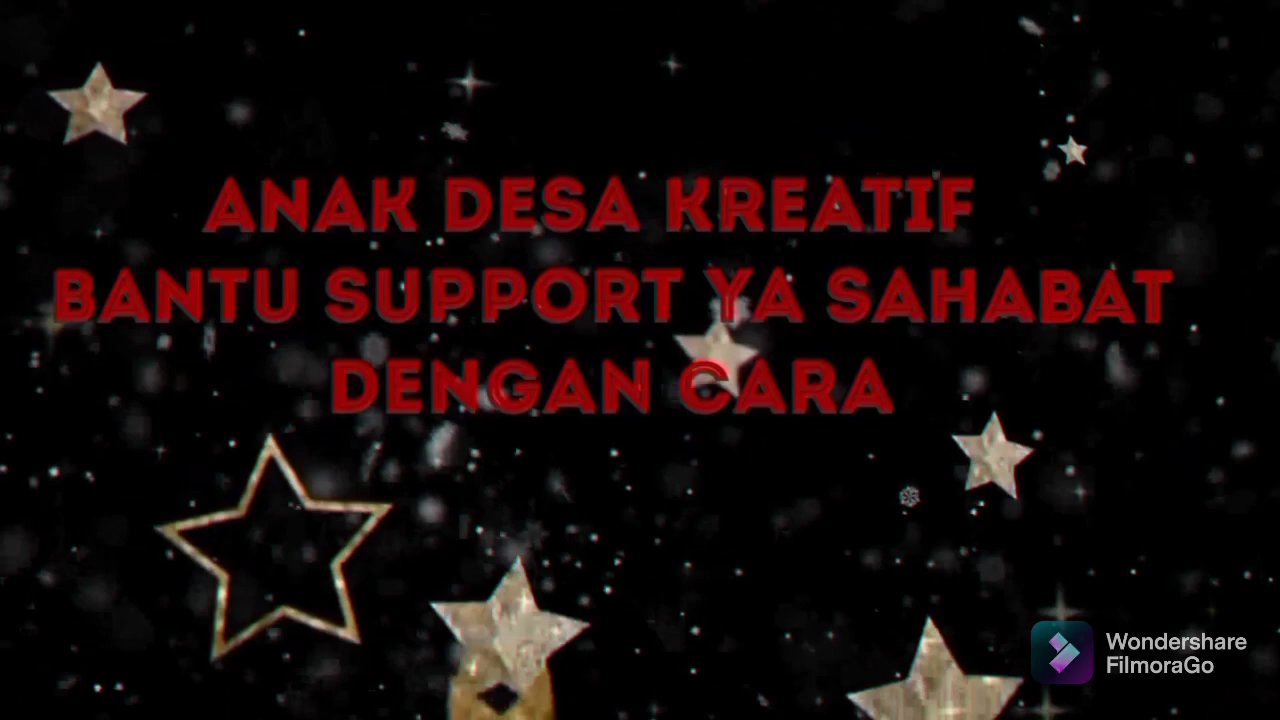 ANAK DESA KREATIF
BANTU SUPPORT YA SAHABAT
DENGAN CARA
Wondershare
FilmoraGo